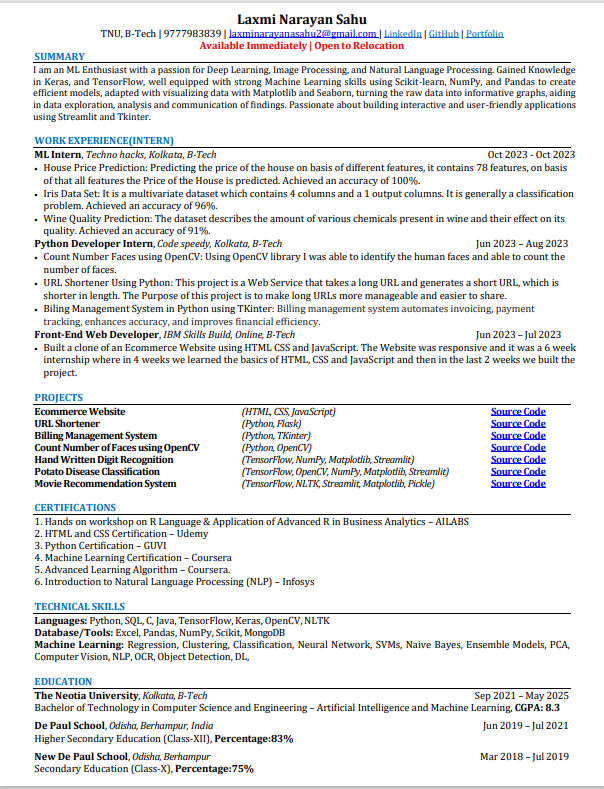 Laxmi Narayan Sahu
TNU, B-Tech | 9777983839 | laxminarayanasahu2@gmail.com | LinkedIn | GitHub | Portfolio
Available Immediately | Open to Relocation
SUMMARY
I am an ML Enthusiast with a passion for Deep Learning, Image Processing, and Natural Language Processing. Gained Knowledge
in Keras, and TensorFlow, well equipped with strong Machine Learning skills using Scikit-learn, NumPy, and Pandas to create
efficient models, adapted with visualizing data with Matplotlib and Seaborn, turning the raw data into informative graphs, aiding
in data exploration, analysis and communication of findings. Passionate about building interactive and user-friendly applications
using Streamlit and Tkinter.
WORK EXPERIENCE(INTERN)
ML Intern, Techno hacks, Kolkata, B-Tech Oct 2023 - Oct 2023
• House Price Prediction: Predicting the price of the house on basis of different features, it contains 78 features, on basis
of that all features the Price of the House is predicted. Achieved an accuracy of 100%.
• Iris Data Set: It is a multivariate dataset which contains 4 columns and a 1 output columns. It is generally a classification
problem. Achieved an accuracy of 96%.
• Wine Quality Prediction: The dataset describes the amount of various chemicals present in wine and their effect on its
quality. Achieved an accuracy of 91%.
Python Developer Intern, Code speedy, Kolkata, B-Tech Jun 2023 – Aug 2023
• Count Number Faces using OpenCV: Using OpenCV library I was able to identify the human faces and able to count the
number of faces.
• URL Shortener Using Python: This project is a Web Service that takes a long URL and generates a short URL, which is
shorter in length. The Purpose of this project is to make long URLs more manageable and easier to share.
• Biling Management System in Python using TKinter: Billing management system automates invoicing, payment
tracking, enhances accuracy, and improves financial efficiency.
Front-End Web Developer, IBM Skills Build, Online, B-Tech Jun 2023 – Jul 2023
• Built a clone of an Ecommerce Website using HTML CSS and JavaScript. The Website was responsive and it was a 6 week
internship where in 4 weeks we learned the basics of HTML, CSS and JavaScript and then in the last 2 weeks we built the
project.
PROJECTS
Ecommerce Website (HTML, CSS, JavaScript) Source Code
URL Shortener (Python, Flask) Source Code
Billing Management System (Python, TKinter) Source Code
Count Number of Faces using OpenCV (Python, OpenCV) Source Code
Hand Written Digit Recognition (TensorFlow, NumPy, Matplotlib, Streamlit) Source Code
Potato Disease Classification (TensorFlow, OpenCV, NumPy, Matplotlib, Streamlit) Source Code
Movie Recommendation System (TensorFlow, NLTK, Streamlit, Matplotlib, Pickle) Source Code
CERTIFICATIONS
1. Hands on workshop on R Language & Application of Advanced R in Business Analytics – AILABS
2. HTML and CSS Certification – Udemy
3. Python Certification – GUVI
4. Machine Learning Certification – Coursera
5. Advanced Learning Algorithm – Coursera.
6. Introduction to Natural Language Processing (NLP) – Infosys
TECHNICAL SKILLS
Languages: Python, SQL, C, Java, TensorFlow, Keras, OpenCV, NLTK
Database/Tools: Excel, Pandas, NumPy, Scikit, MongoDB
Machine Learning: Regression, Clustering, Classification, Neural Network, SVMs, Naive Bayes, Ensemble Models, PCA,
Computer Vision, NLP, OCR, Object Detection, DL,
EDUCATION
The Neotia University, Kolkata, B-Tech Sep 2021 – May 2025
Bachelor of Technology in Computer Science and Engineering – Artificial Intelligence and Machine Learning, CGPA: 8.3
De Paul School, Odisha, Berhampur, India Jun 2019 – Jul 2021
Higher Secondary Education (Class-XII), Percentage:83%
New De Paul School, Odisha, Berhampur Mar 2018 – Jul 2019
Secondary Education (Class-X), Percentage:75%